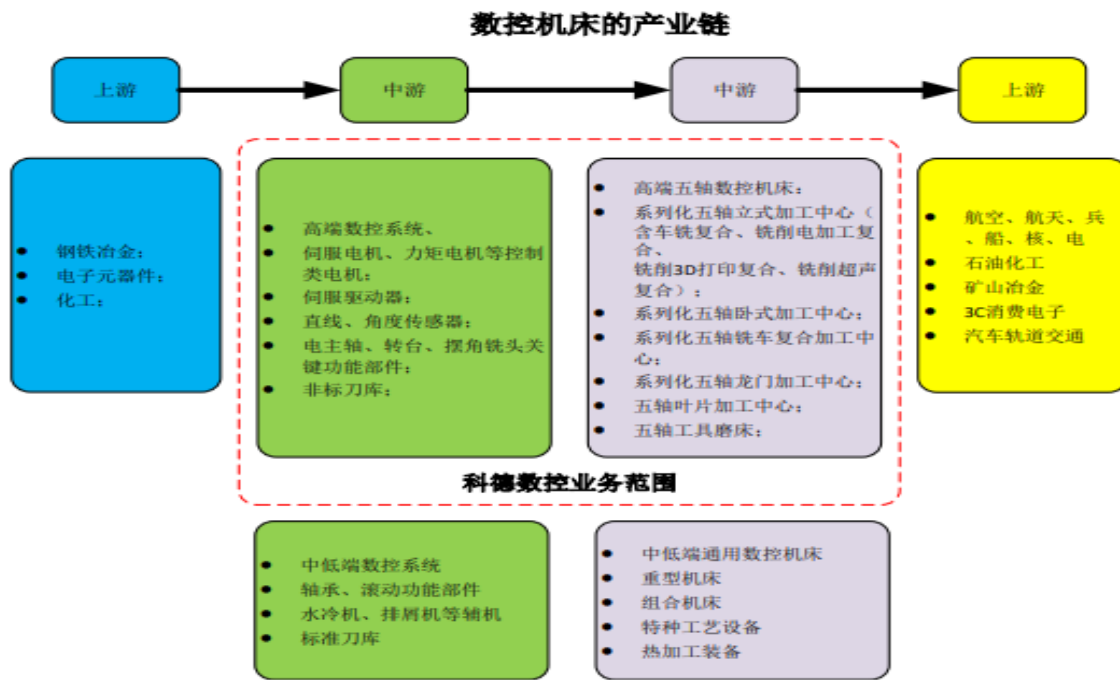 数控机床的产业链
上游
中游
中游
上游
钢铁冶金；
电子元器件；
化工；
高端数控系统、
伺服电机、力矩电机等控制
类电机；
伺服驱动器；
直线、角度传感器；
电主轴、转台、摆角铣头关
键功能部件；
非标刀库；
高端五轴数控机床：
系列化五轴立式加工中心（
含车铣复合、铣削电加工复
合、
铣削3D打印复合、铣削超声
复合）；
系列化五轴卧式加工中心；
系列化五轴铣车复合加工中
心；
系列化五轴龙门加工中心；
五轴叶片加工中心；
五轴工具磨床；
航空、航天、兵
、船、核、电
石油化工
矿山冶金
3C消费电子
汽车轨道交通
科德数控业务范围
中低端数控系统
轴承、滚动功能部件
水冷机、排屑机等辅机
标准刀库
中低端通用数控机床
重型机床
组合机床
特种工艺设备
热加工装备